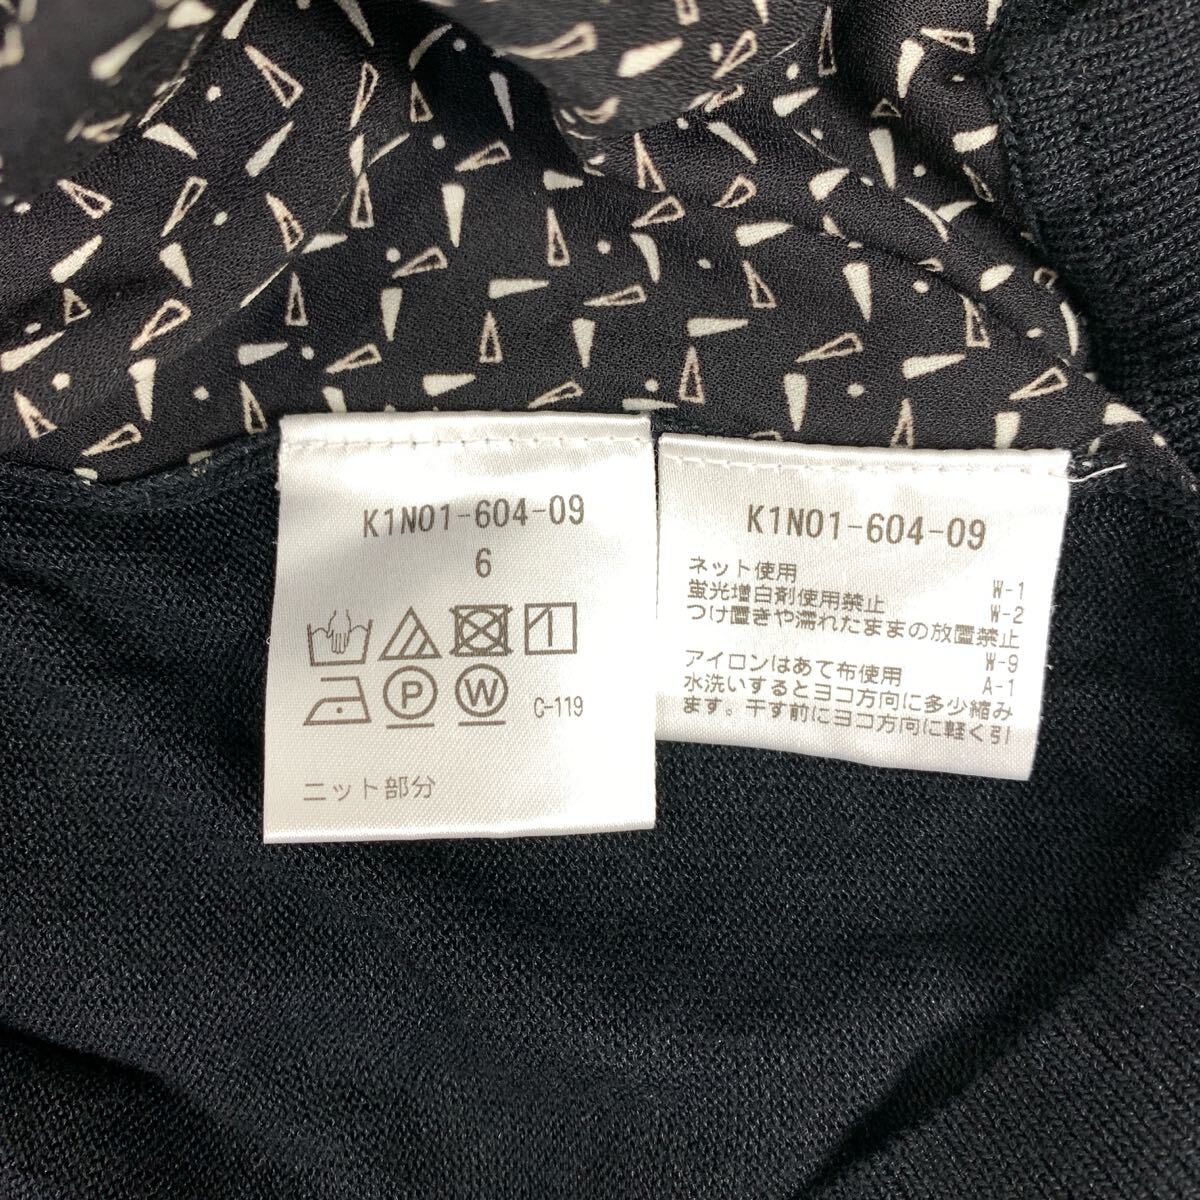 K1N01-604-09
6
P
W
C-119
ニット部分
K1N01-604-09
ネット使用 W-1
蛍光増白剤使用禁止 W-2
つけ置きや濡れたままの放置禁止
W-9
アイロンはあて布使用 A-1
水洗いするとヨコ方向に多少縮み
ます。干す前にヨコ方向に軽く引